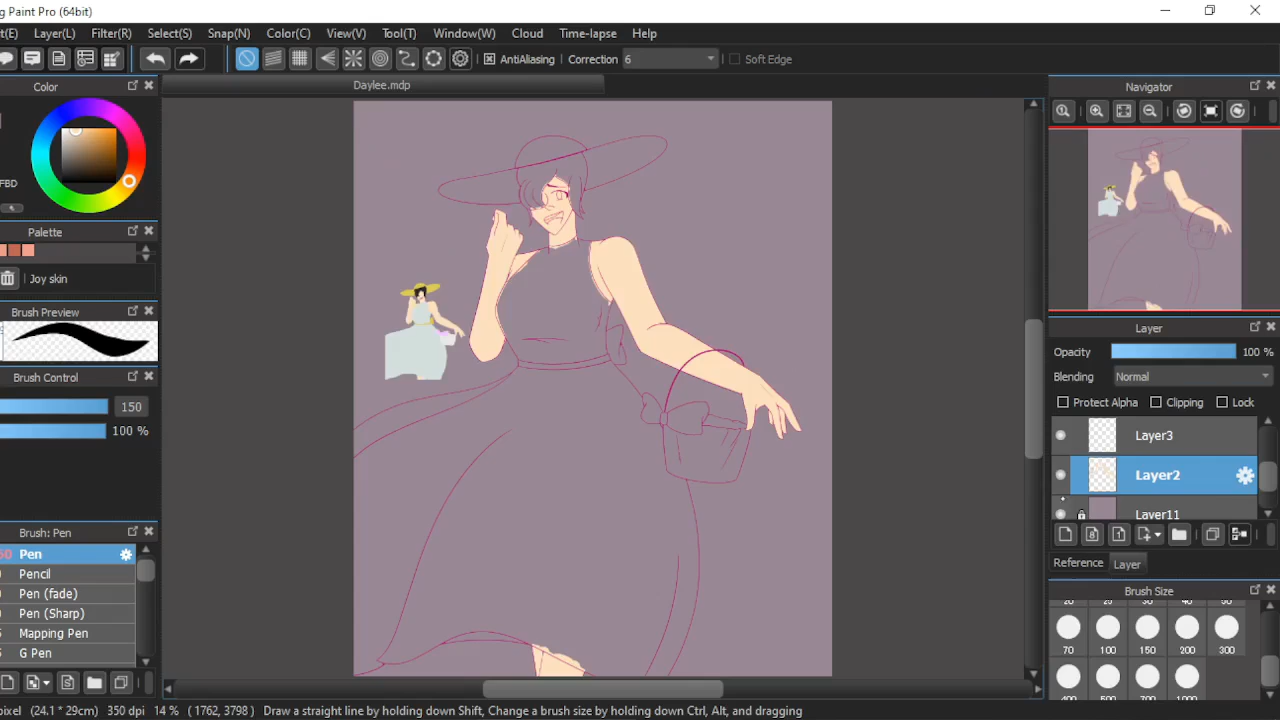 g Paint Pro (64bit)
t(E) Layer(L) Filter(R) Select(S) Snap(N) Color(C) View(V) Tool(T) Window(W) Cloud Time-lapse Help
AntiAliasing Correction 6 Soft Edge
Color
Daylee.mdp
Navigator
FBD
Palette
Joy skin
Brush Preview
Layer
Opacity 100 %
Blending Normal
Brush Control
Protect Alpha Clipping Lock
150
100 %
Layer3
Layer2
Layer11
Brush: Pen
Pen
Reference Layer
Pencil
Brush Size
Pen (fade)
Pen (Sharp)
Mapping Pen
70 100 150 200 300
G Pen
pixel (24.1 * 29cm) 350 dpi 14 % ( 1762, 3798 ) Draw a straight line by holding down Shift, Change a brush size by holding down Ctrl, Alt, and dragging